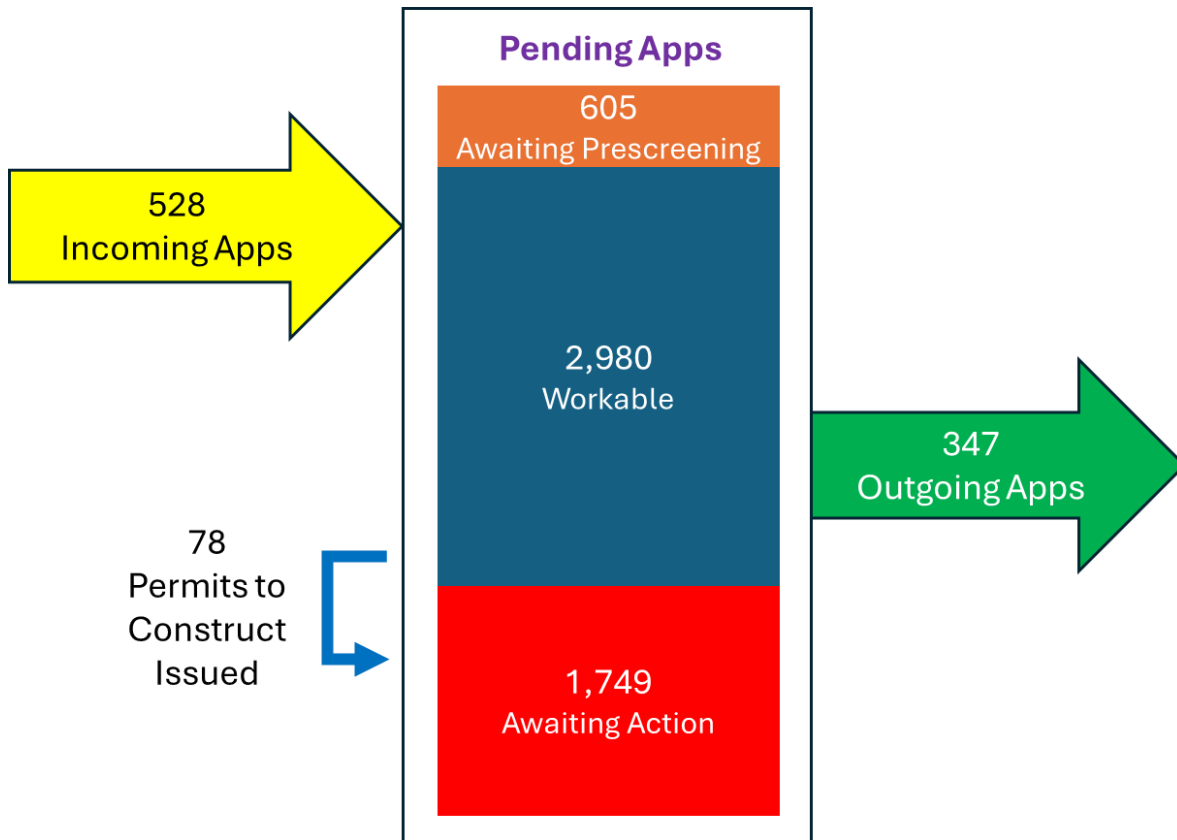 Pending Apps
605
Awaiting Prescreening
528
Incoming Apps
2,980
Workable
347
Outgoing Apps
78
Permits to
Construct
Issued
1,749
Awaiting Action